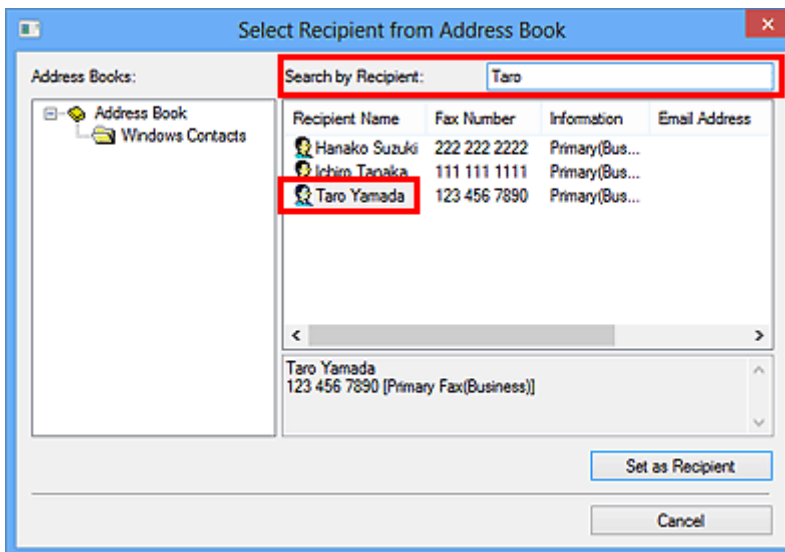 Select Recipient from Address Book
Address Books:
Search by Recipient: Taro
Address Book
Windows Contacts
Recipient Name Fax Number Information Email Address
Hanako Suzuki 222 222 2222 Primary(Bus...
Ichiro Tanaka 111 111 1111 Primary(Bus...
Taro Yamada 123 456 7890 Primary(Bus...
Taro Yamada
123 456 7890 [Primary Fax(Business)]
Set as Recipient
Cancel